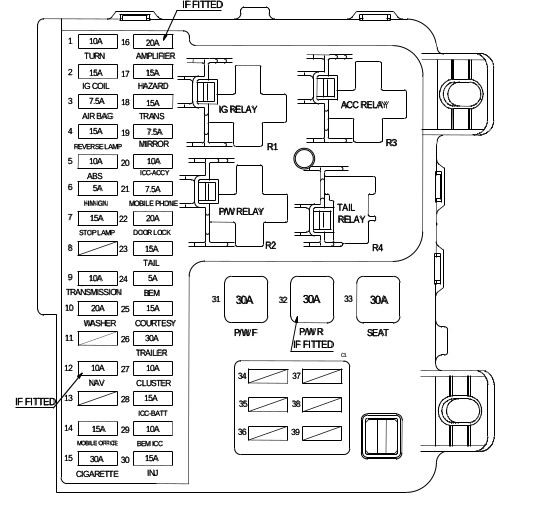 IF FITTED
1 10A 16 20A
TURN AMPLIFIER
2 15A 17 15A
IG COIL HAZARD
3 7.5A 18 15A
AIR BAG TRANS
4 15A 19 7.5A
REVERSE LAMP MIRROR
5 10A 20 10A
ABS ICC-ACCY
6 5A 21 7.5A
MOBILE PHONE
7 15A 22 20A
STOP LAMP DOOR LOCK
8 23 15A
TAIL
9 10A 24 5A
TRANSMISSION BEM
10 20A 25 15A
WASHER COURTESY
11 26 30A
TRAILER
12 10A 27 10A
NAV CLUSTER
IF FITTED
13 28 15A
ICC-BATT
14 15A 29 10A
MOBILE OFFICE BEM ICC
15 30A 30 15A
CIGARETTE INJ
IG RELAY
R1
ACC RELAY
R3
P/W RELAY
R2
TAIL
RELAY
R4
31 30A 32 30A 33 30A
P/W F P/W R SEAT
IF FITTED
C1
34 37
35 38
36 39